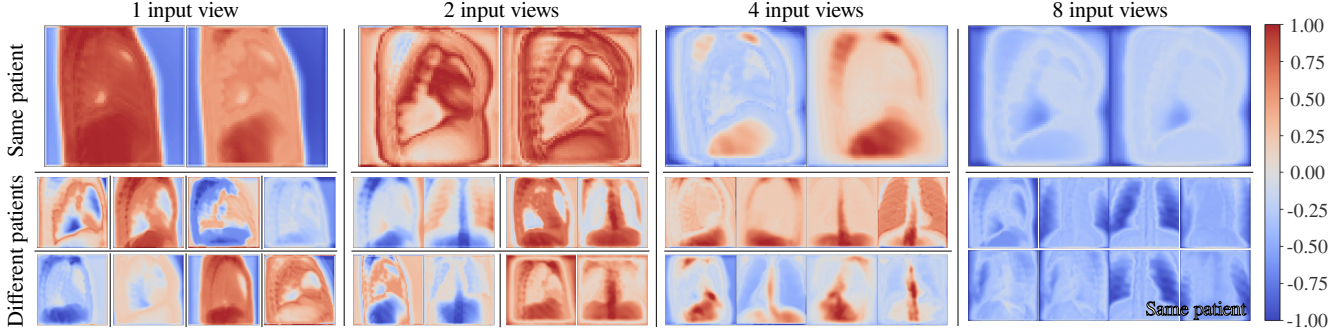 1 input view
2 input views
4 input views
8 input views
Same patient
Different patients
Same patient
1.00
0.75
0.50
0.25
0.00
-0.25
-0.50
-0.75
-1.00